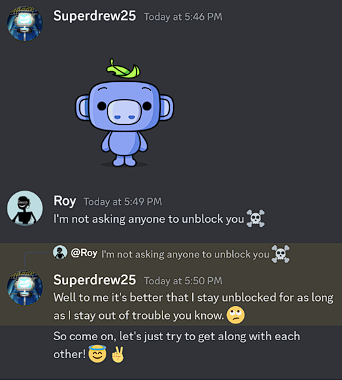 Superdrew25 Today at 5:46 PM
Roy Today at 5:49 PM
I'm not asking anyone to unblock you ☠️
@Roy I'm not asking anyone to unblock you ☠️
Superdrew25 Today at 5:50 PM
Well to me it's better that I stay unblocked for as long
as I stay out of trouble you know. 🙄
So come on, let's just try to get along with each
other! 😇✌️